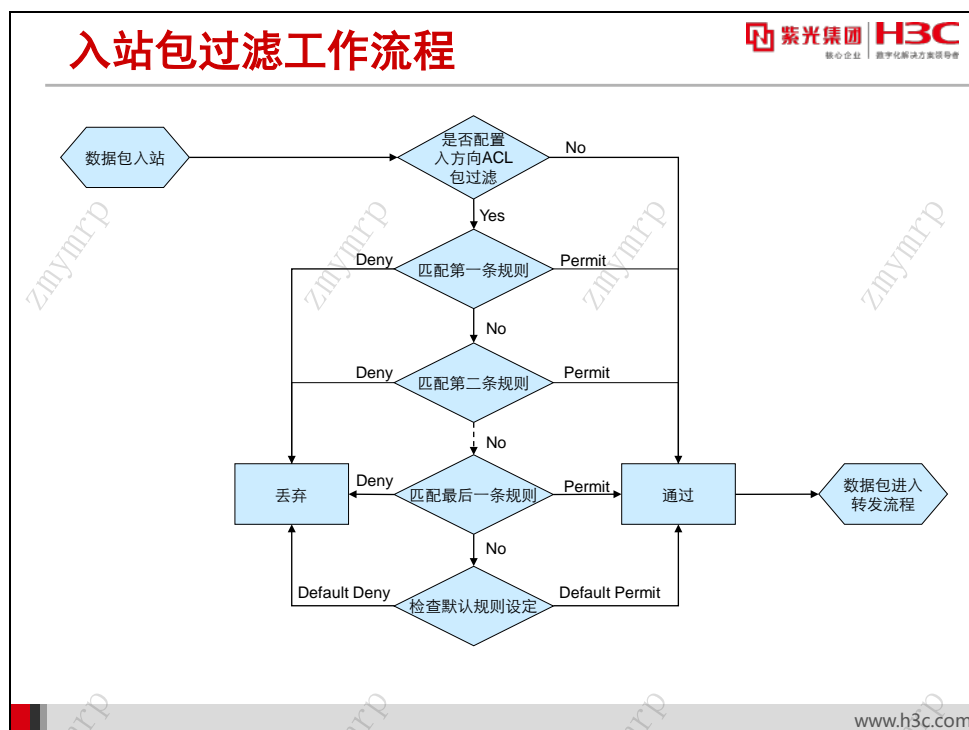 入站包过滤工作流程
紫光集团
核心企业
H3C
数字化解决方案领导者
数据包入站
是否配置
入方向ACL
包过滤
No
Yes
Deny
匹配第一条规则
Permit
No
Deny
匹配第二条规则
Permit
No
丢弃
Deny
匹配最后一条规则
Permit
通过
数据包进入
转发流程
No
Default Deny
检查默认规则设定
Default Permit
zmymrp
zmymrp
zmymrp
zmymrp
zmymrp
zmymrp
zmymrp
zmymrp
www.h3c.com